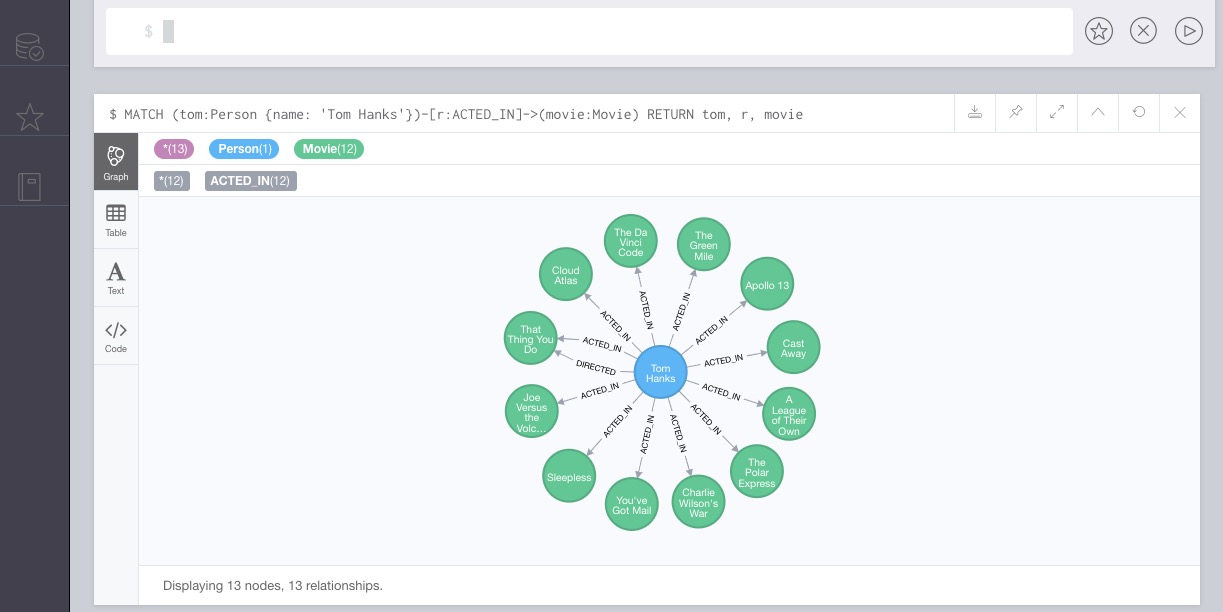 $
$ MATCH (tom:Person {name: 'Tom Hanks'})-[r:ACTED_IN]->(movie:Movie) RETURN tom, r, movie
Graph
*(13) Person(1) Movie(12)
*(12) ACTED_IN(12)
Table
Text
Code
The Da
Vinci
Code
The
Green
Mile
Cloud
Atlas
Apollo 13
That
Thing You
Do
Cast
Away
Tom
Hanks
Joe
Versus
the
Volc...
A
League
of Their
Own
Sleepless
The
Polar
Express
You've
Got Mail
Charlie
Wilson's
War
ACTED_IN
ACTED_IN
ACTED_IN
ACTED_IN
ACTED_IN
ACTED_IN
DIRECTED
ACTED_IN
ACTED_IN
ACTED_IN
ACTED_IN
ACTED_IN
ACTED_IN
Displaying 13 nodes, 13 relationships.